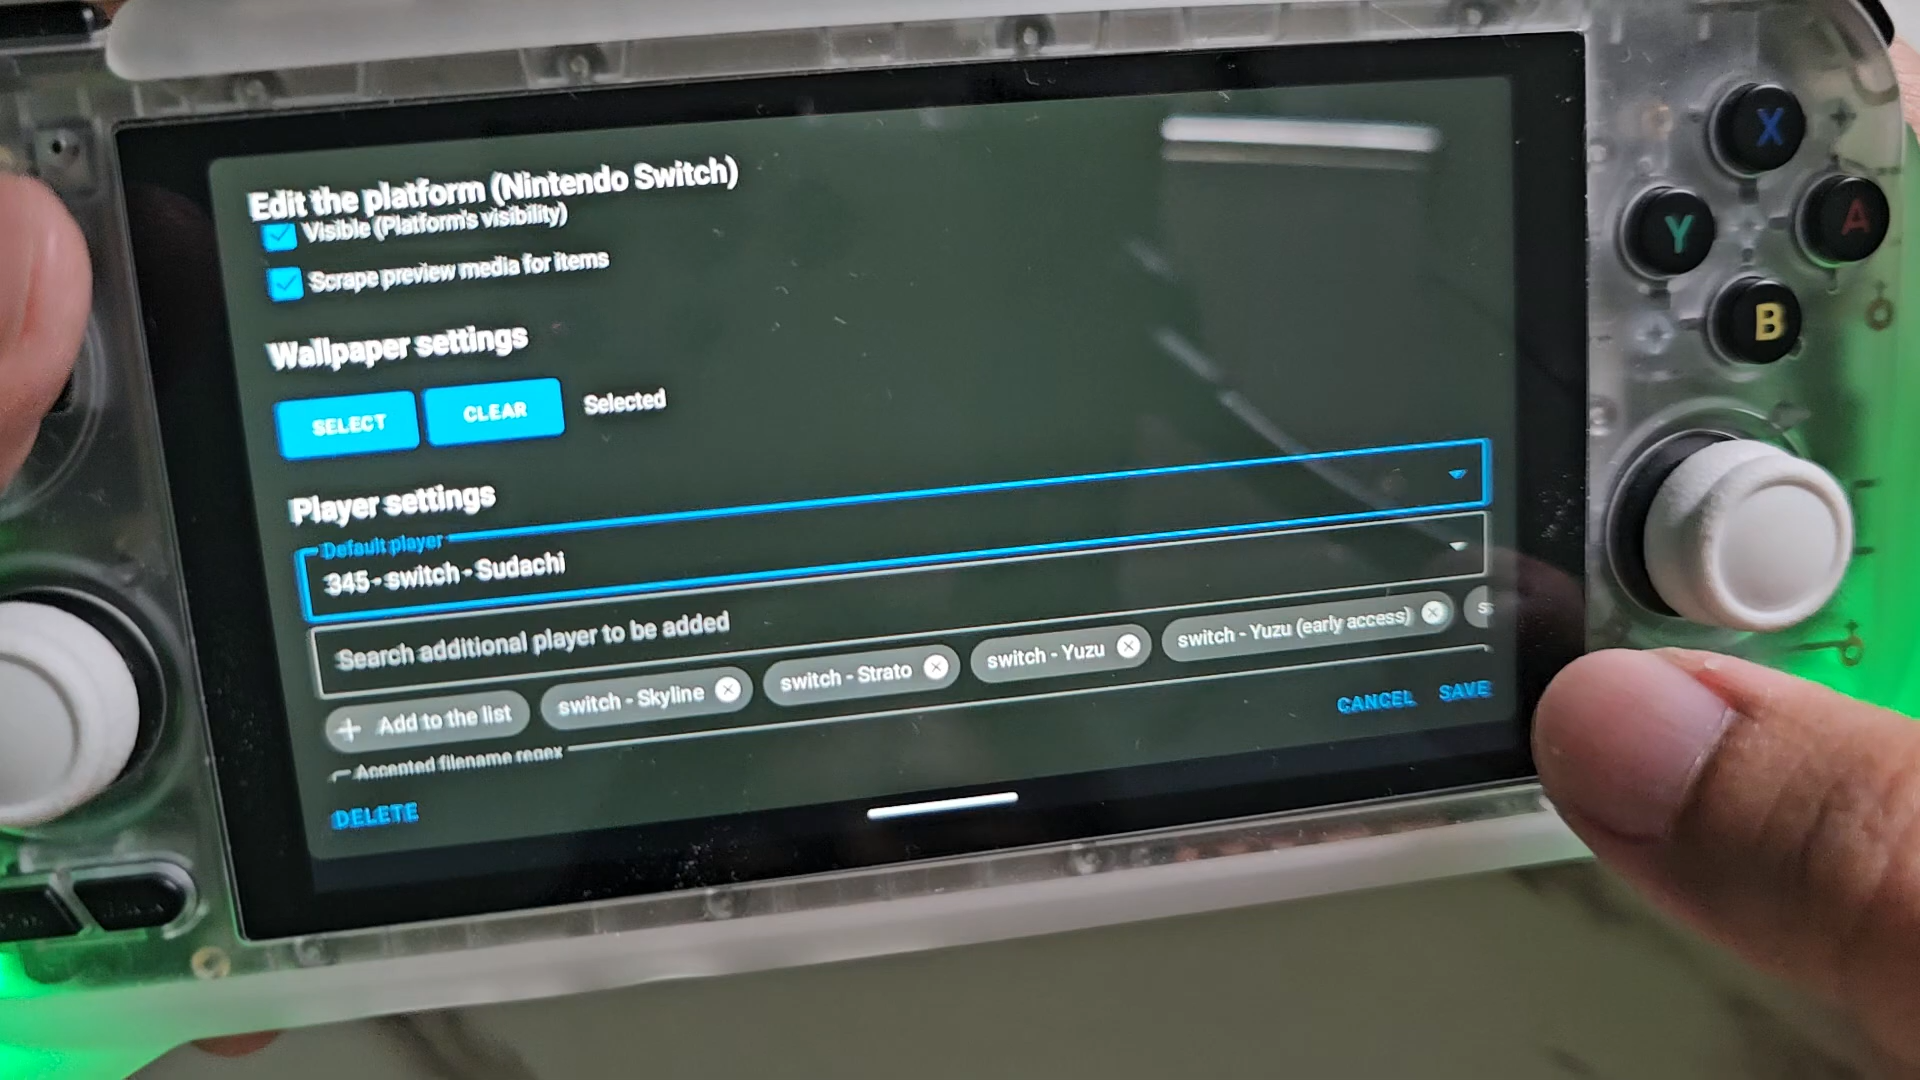 Edit the platform (Nintendo Switch)
Visible (Platform's visibility)
Scrape preview media for items
Wallpaper settings
SELECT CLEAR Selected
Player settings
Default player
345 - switch - Sudachi
Search additional player to be added
Add to the list switch - Skyline switch - Strato switch - Yuzu switch - Yuzu (early access)
Accepted filename regex
CANCEL SAVE
DELETE
X
Y
A
B